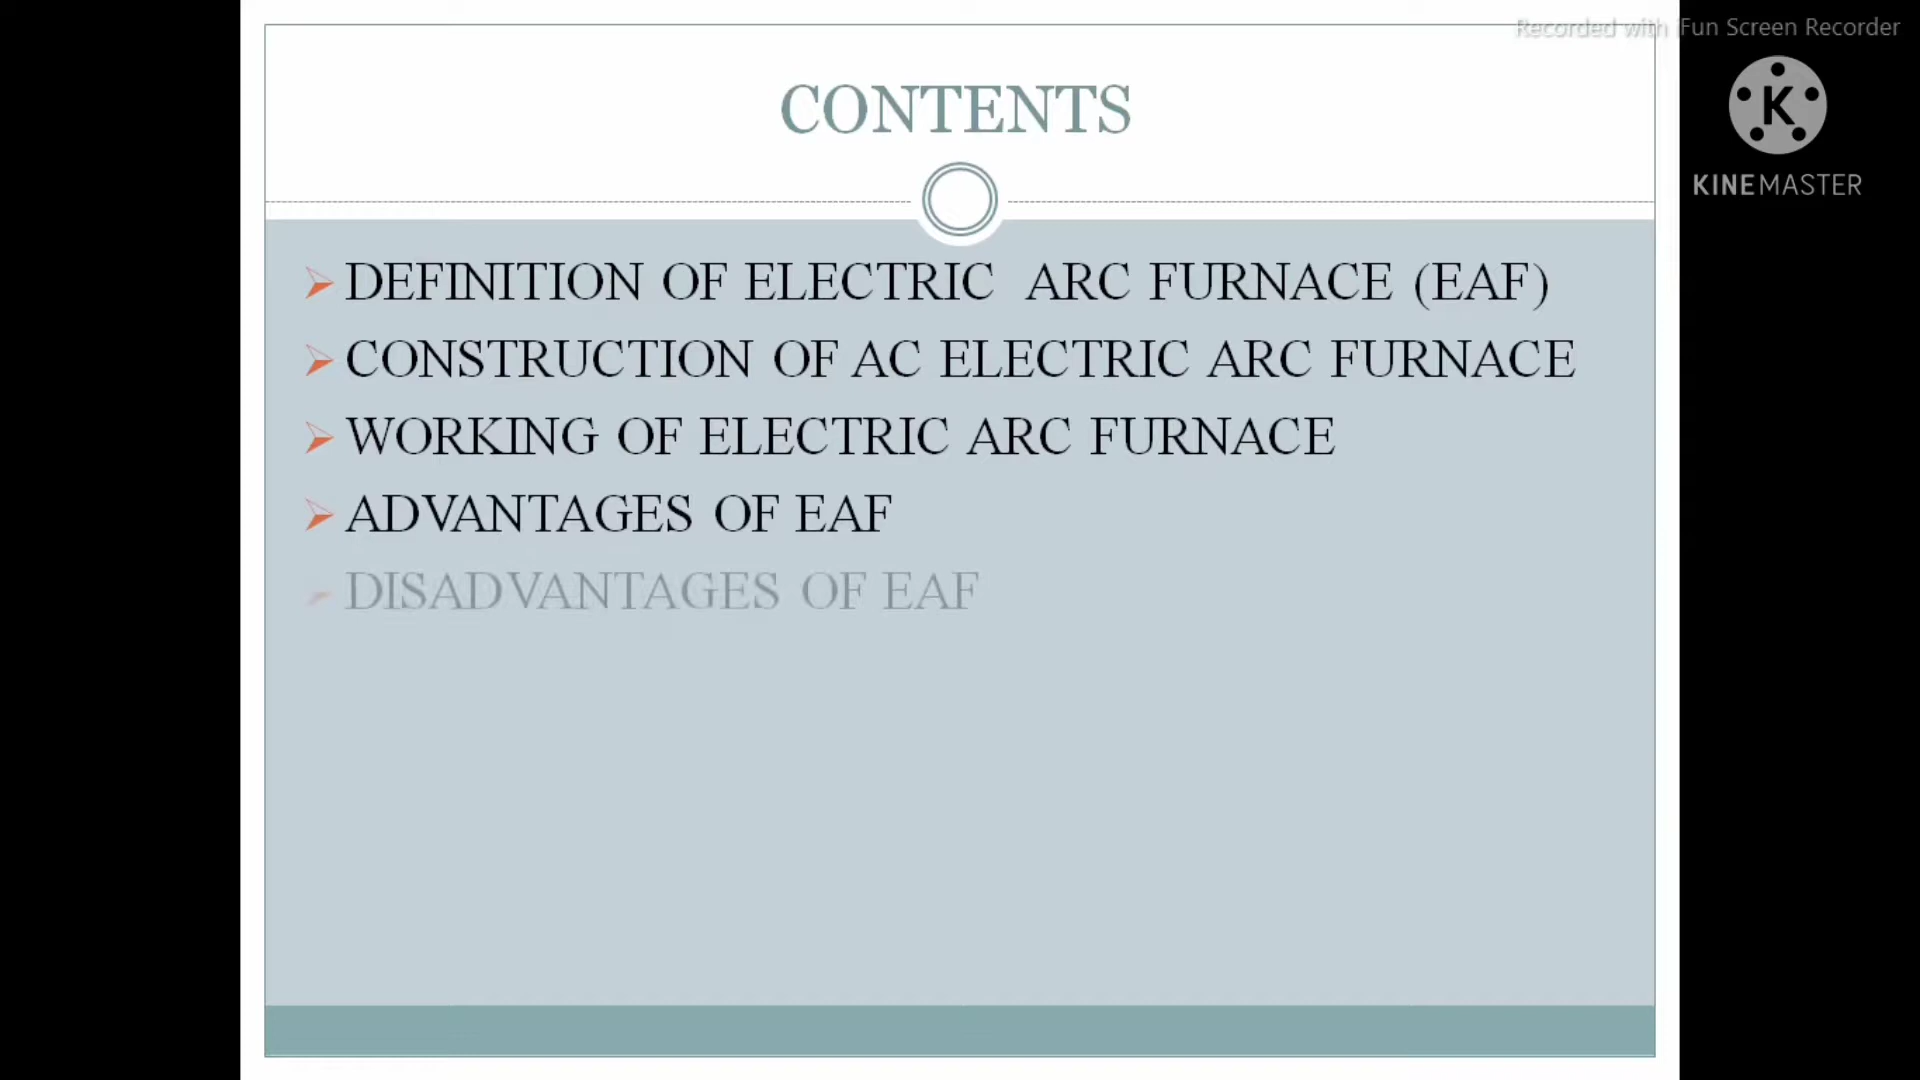 Recorded with iFun Screen Recorder
K
KINEMASTER
CONTENTS
DEFINITION OF ELECTRIC ARC FURNACE (EAF)
CONSTRUCTION OF AC ELECTRIC ARC FURNACE
WORKING OF ELECTRIC ARC FURNACE
ADVANTAGES OF EAF
DISADVANTAGES OF EAF